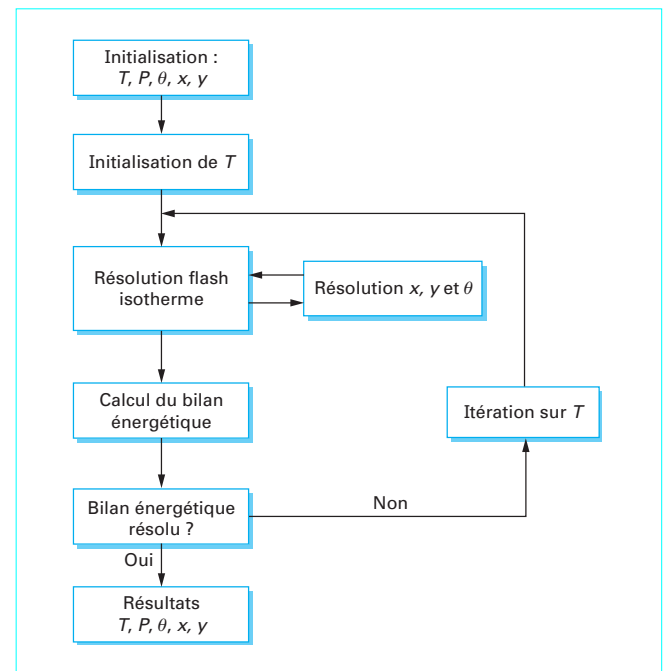 Initialisation :
T, P, θ, x, y
Initialisation de T
Résolution flash
isotherme
Résolution x, y et θ
Calcul du bilan
énergétique
Itération sur T
Bilan énergétique
résolu ?
Non
Oui
Résultats
T, P, θ, x, y